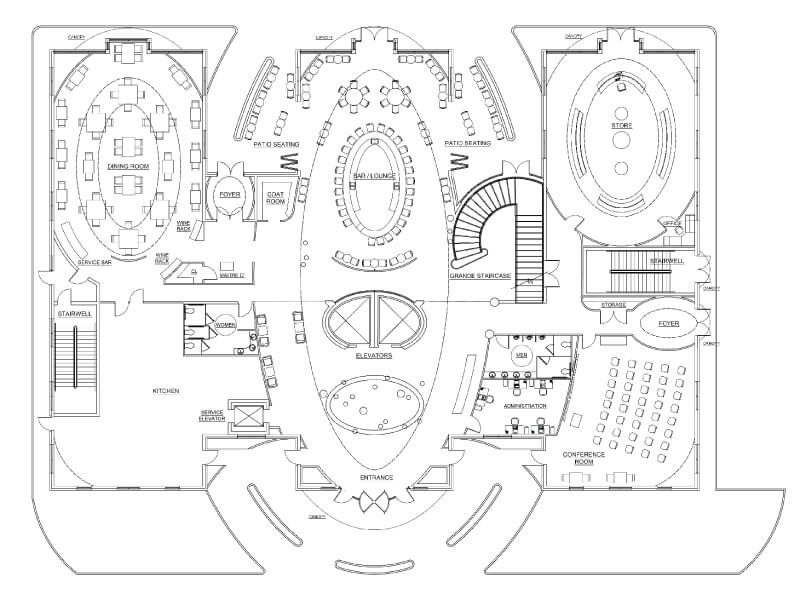 CANOPY
CANOPY
CANOPY
STORE
PATIO SEATING
PATIO SEATING
DINING ROOM
BAR / LOUNGE
FOYER
COAT
ROOM
WINE
RACK
OFFICE
WINE
RACK
SERVICE BAR
CL
MAITRE D'
GRANDE STAIRCASE
STAIRWELL
CANOPY
STORAGE
STAIRWELL
WOMEN
FOYER
CANOPY
ELEVATORS
MEN
KITCHEN
ADMINISTRATION
SERVICE
ELEVATOR
CONFERENCE
ROOM
ENTRANCE
CANOPY